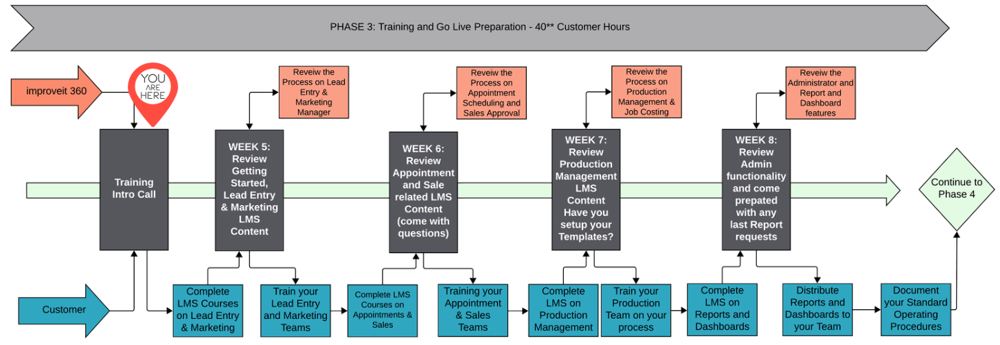 PHASE 3: Training and Go Live Preparation - 40** Customer Hours
improveit 360
YOU
ARE
HERE
Reveiw the
Process on Lead
Entry &
Marketing
Manager
Reveiw the
Process on
Appointment
Scheduling and
Sales Approval
Reveiw the
Process on
Production
Management &
Job Costing
Reveiw the
Administrator and
Report and
Dashboard
features
Training
Intro Call
WEEK 5:
Review
Getting
Started,
Lead Entry
& Marketing
LMS
Content
WEEK 6:
Review
Appointment
and Sale
related LMS
Content
(come with
questions)
WEEK 7:
Review
Production
Management
LMS
Content
Have you
setup your
Templates?
WEEK 8:
Review
Admin
functionality
and come
prepated
with any
last Report
requests
Continue to
Phase 4
Customer
Complete
LMS Courses
on Lead Entry
& Marketing
Train your
Lead Entry
and Marketing
Teams
Complete LMS
Courses on
Appointments &
Sales
Training your
Appointment
& Sales
Teams
Complete
LMS on
Production
Management
Train your
Production
Team on your
process
Complete
LMS on
Reports and
Dashboards
Distribute
Reports and
Dashboards to
your Team
Document
your Standard
Operating
Procedures